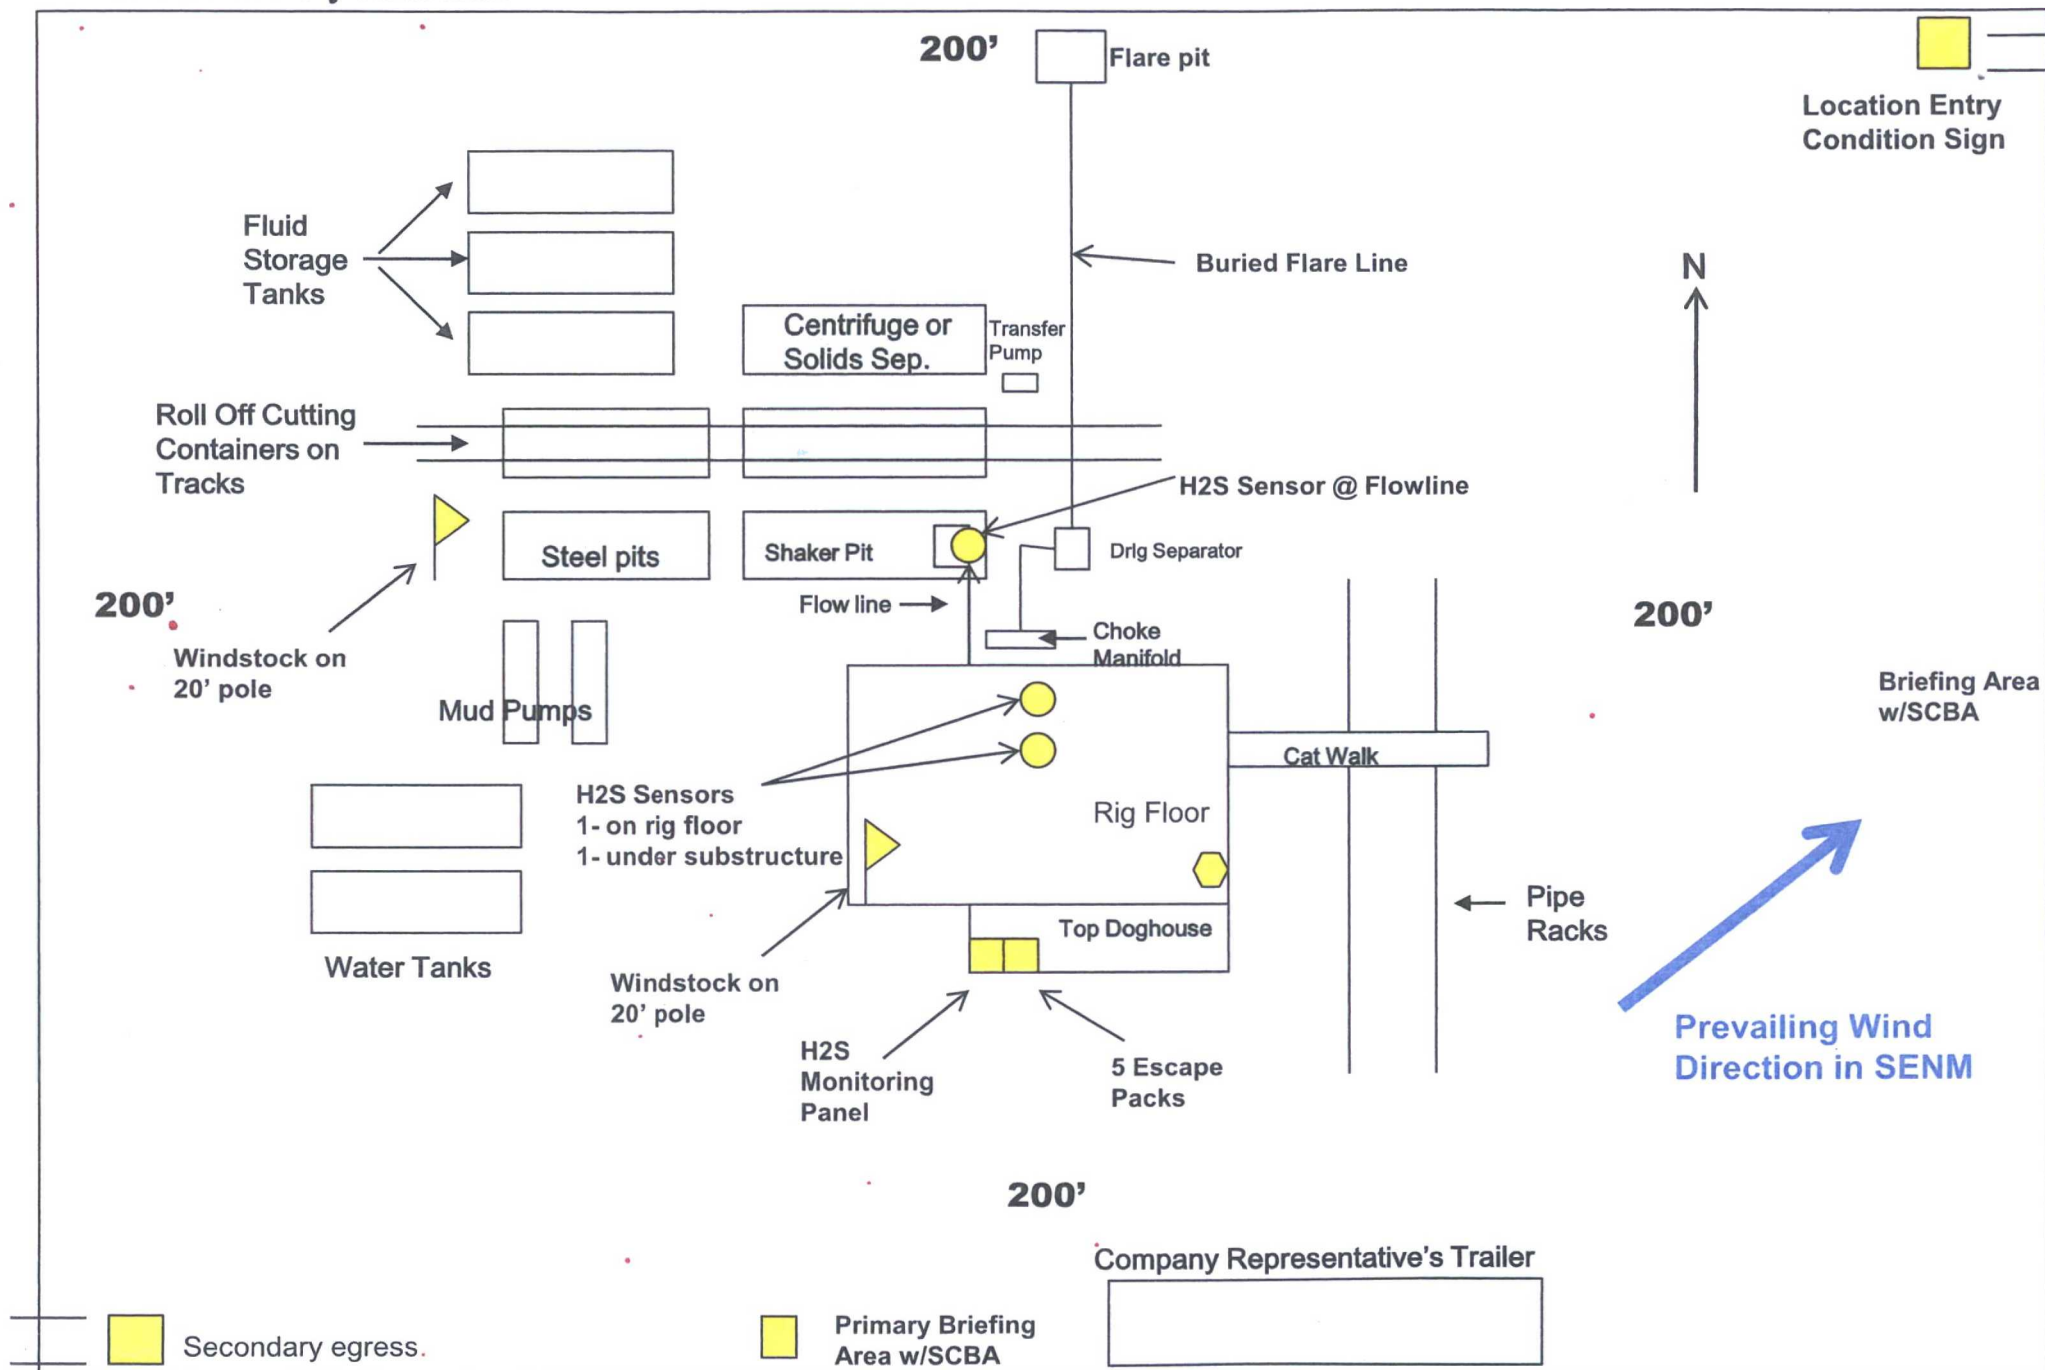 200’
Flare pit
Location Entry
Condition Sign
Fluid
Storage
Tanks
Buried Flare Line
N
Centrifuge or
Solids Sep.
Transfer
Pump
Roll Off Cutting
Containers on
Tracks
H2S Sensor @ Flowline
Steel pits
Shaker Pit
Drlg Separator
200’
Flow line
200’
Choke
Manifold
Windstock on
20’ pole
Briefing Area
w/SCBA
Mud Pumps
Cat Walk
H2S Sensors
1- on rig floor
1- under substructure
Rig Floor
Pipe
Racks
Top Doghouse
Water Tanks
Windstock on
20’ pole
Prevailing Wind
Direction in SENM
H2S
Monitoring
Panel
5 Escape
Packs
200’
Company Representative’s Trailer
Secondary egress.
Primary Briefing
Area w/SCBA